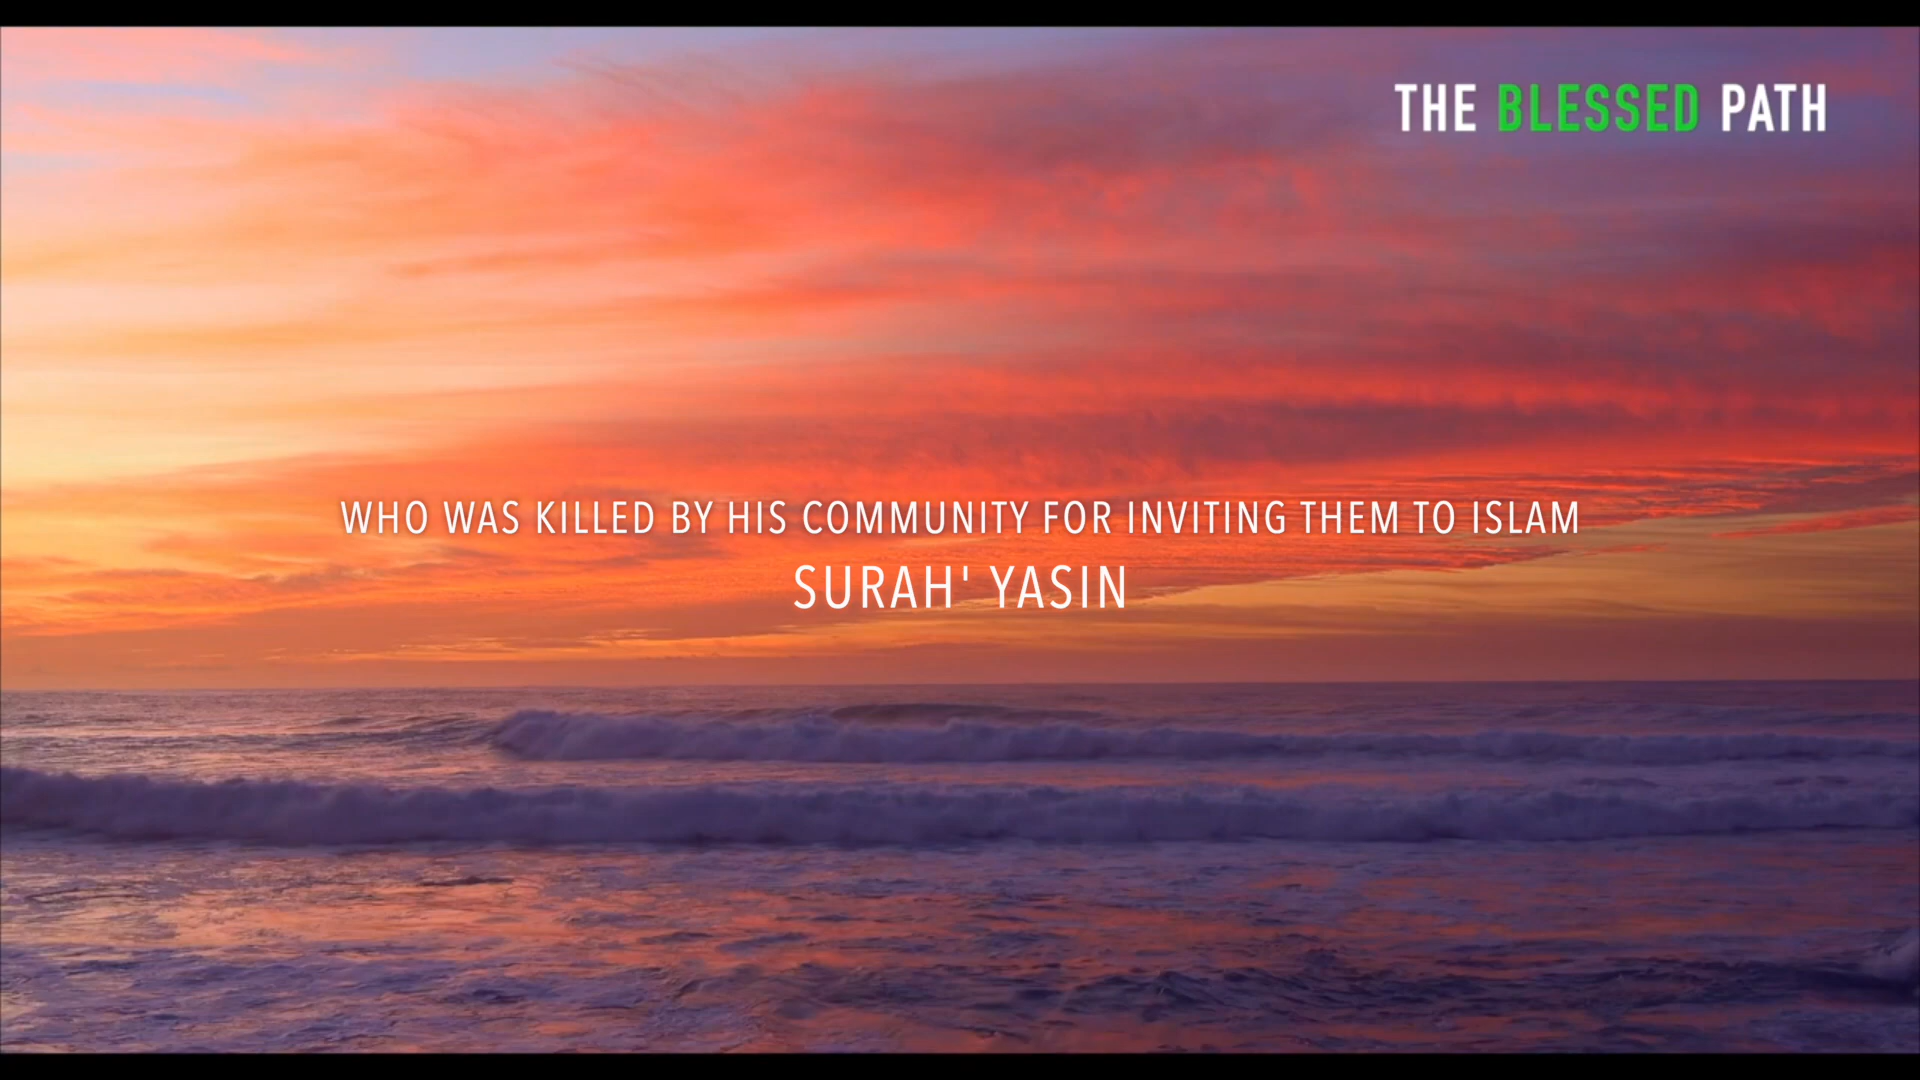 THE BLESSED PATH
WHO WAS KILLED BY HIS COMMUNITY FOR INVITING THEM TO ISLAM
SURAH' YASIN